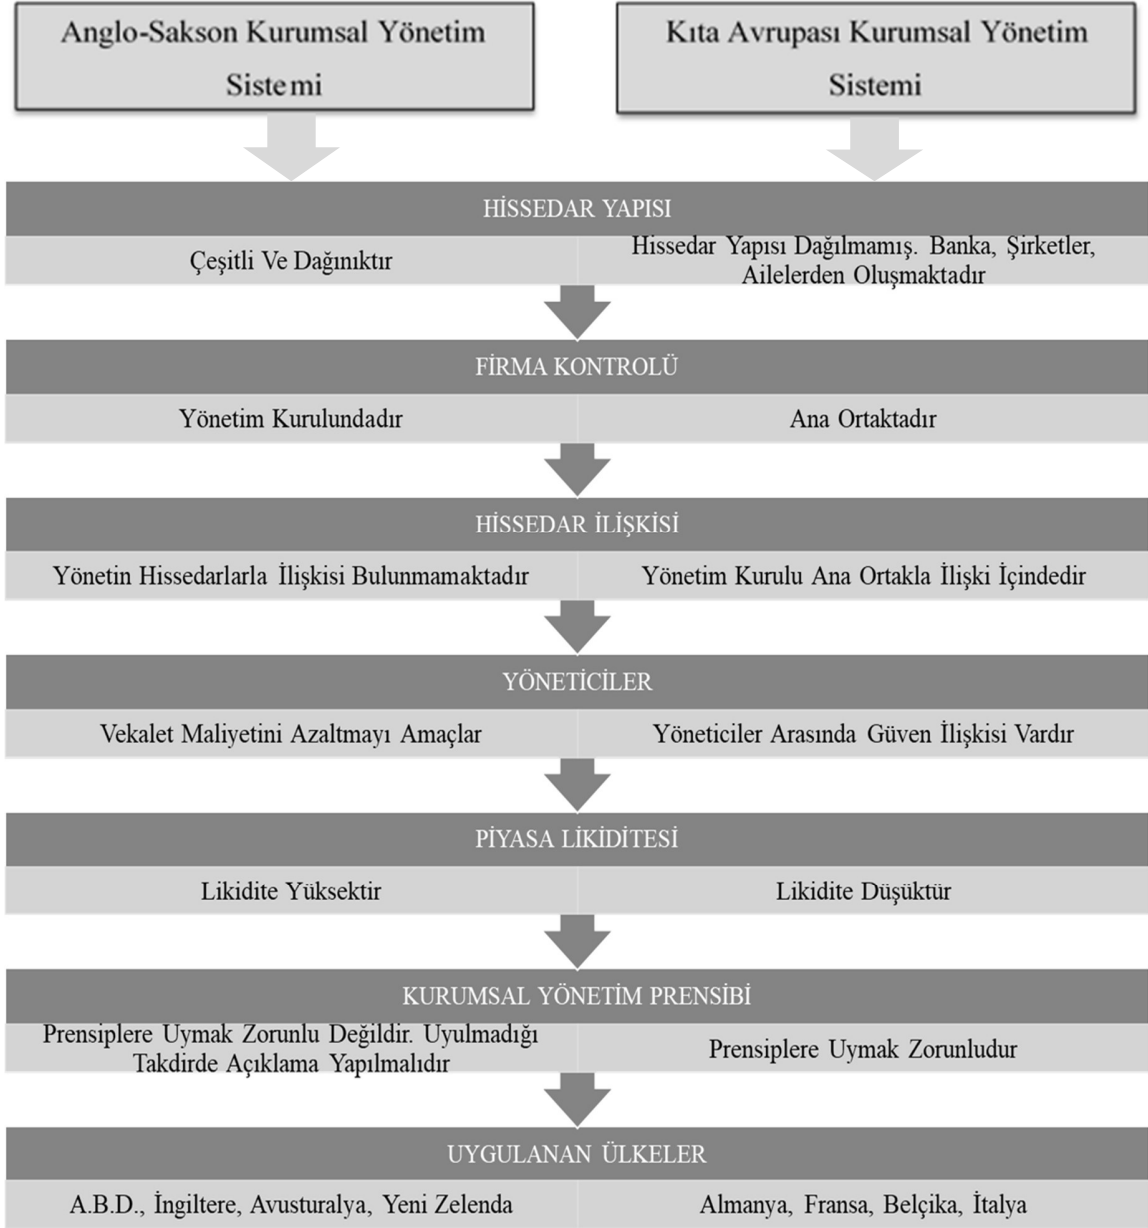 Anglo-Sakson Kurumsal Yönetim
Sistemi
Kıta Avrupası Kurumsal Yönetim
Sistemi
HİSSEDAR YAPISI
Çeşitli Ve Dağınıktır
Hissedar Yapısı Dağılmamış. Banka, Şirketler,
Ailelerden Oluşmaktadır
FİRMA KONTROLÜ
Yönetim Kurulundadır
Ana Ortaktadır
HİSSEDAR İLİŞKİSİ
Yönetin Hissedarlarla İlişkisi Bulunmamaktadır
Yönetim Kurulu Ana Ortakla İlişki İçindedir
YÖNETİCİLER
Vekalet Maliyetini Azaltmayı Amaçlar
Yöneticiler Arasında Güven İlişkisi Vardır
PİYASA LİKİDİTESİ
Likidite Yüksektir
Likidite Düşüktür
KURUMSAL YÖNETİM PRENSİBİ
Prensiplere Uymak Zorunlu Değildir. Uyulmadığı
Takdirde Açıklama Yapılmalıdır
Prensiplere Uymak Zorunludur
UYGULANAN ÜLKELER
A.B.D., İngiltere, Avusturalya, Yeni Zelenda
Almanya, Fransa, Belçika, İtalya